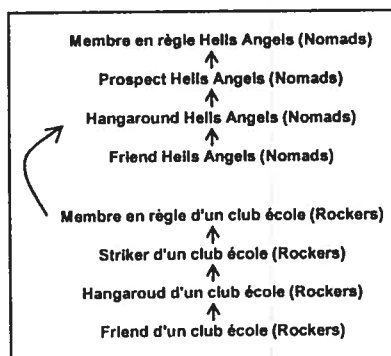 Membre en règle Hells Angels (Nomads)
Prospect Hells Angels (Nomads)
Hangaround Hells Angels (Nomads)
Friend Hells Angels (Nomads)
Membre en règle d'un club école (Rockers)
Striker d'un club école (Rockers)
Hangaroud d'un club école (Rockers)
Friend d'un club école (Rockers)